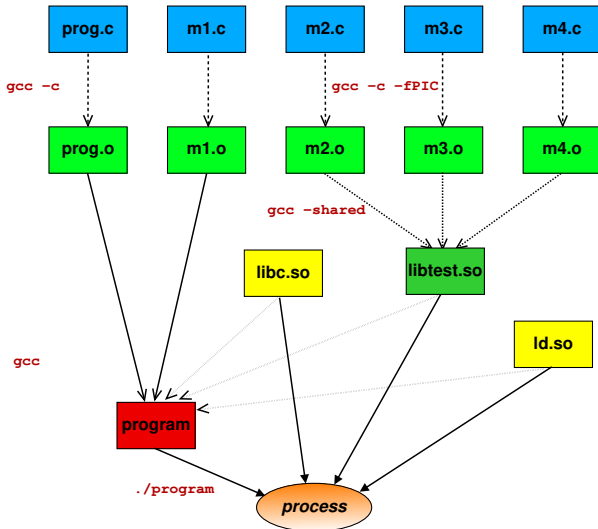 prog.c
m1.c
m2.c
m3.c
m4.c
gcc -c
gcc -c -fPIC
prog.o
m1.o
m2.o
m3.o
m4.o
gcc -shared
libc.so
libtest.so
ld.so
gcc
program
./program
process